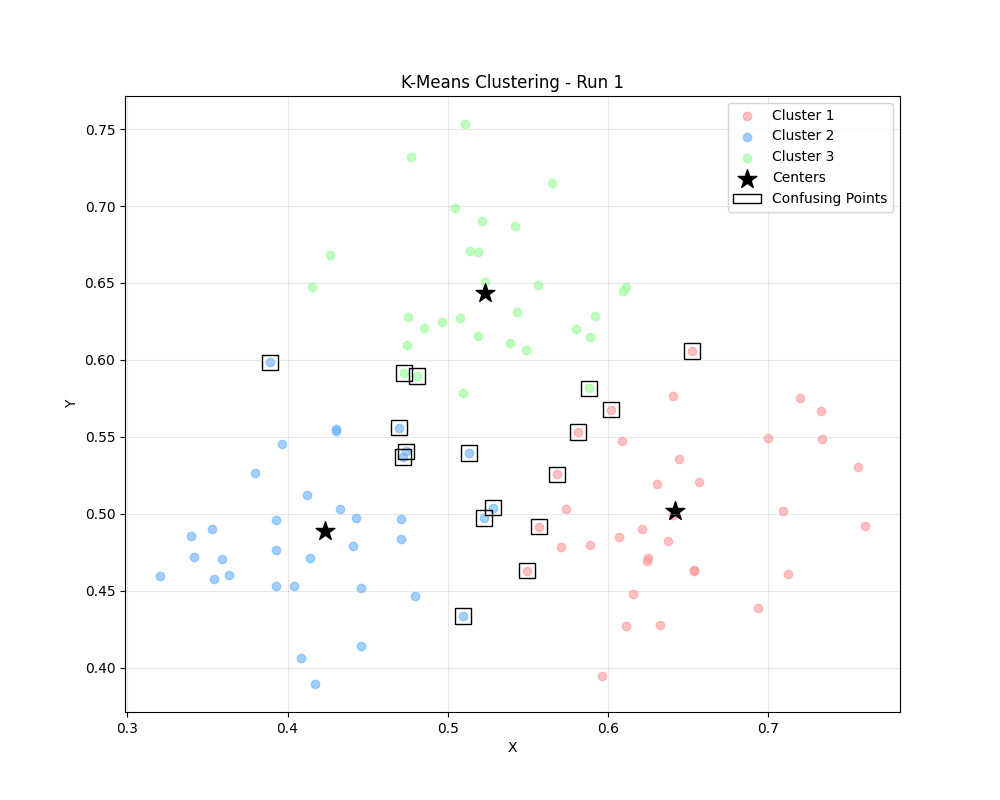 K-Means Clustering - Run 1
Cluster 1
Cluster 2
Cluster 3
Centers
Confusing Points
Y
0.75
0.70
0.65
0.60
0.55
0.50
0.45
0.40
0.3 0.4 0.5 0.6 0.7
X